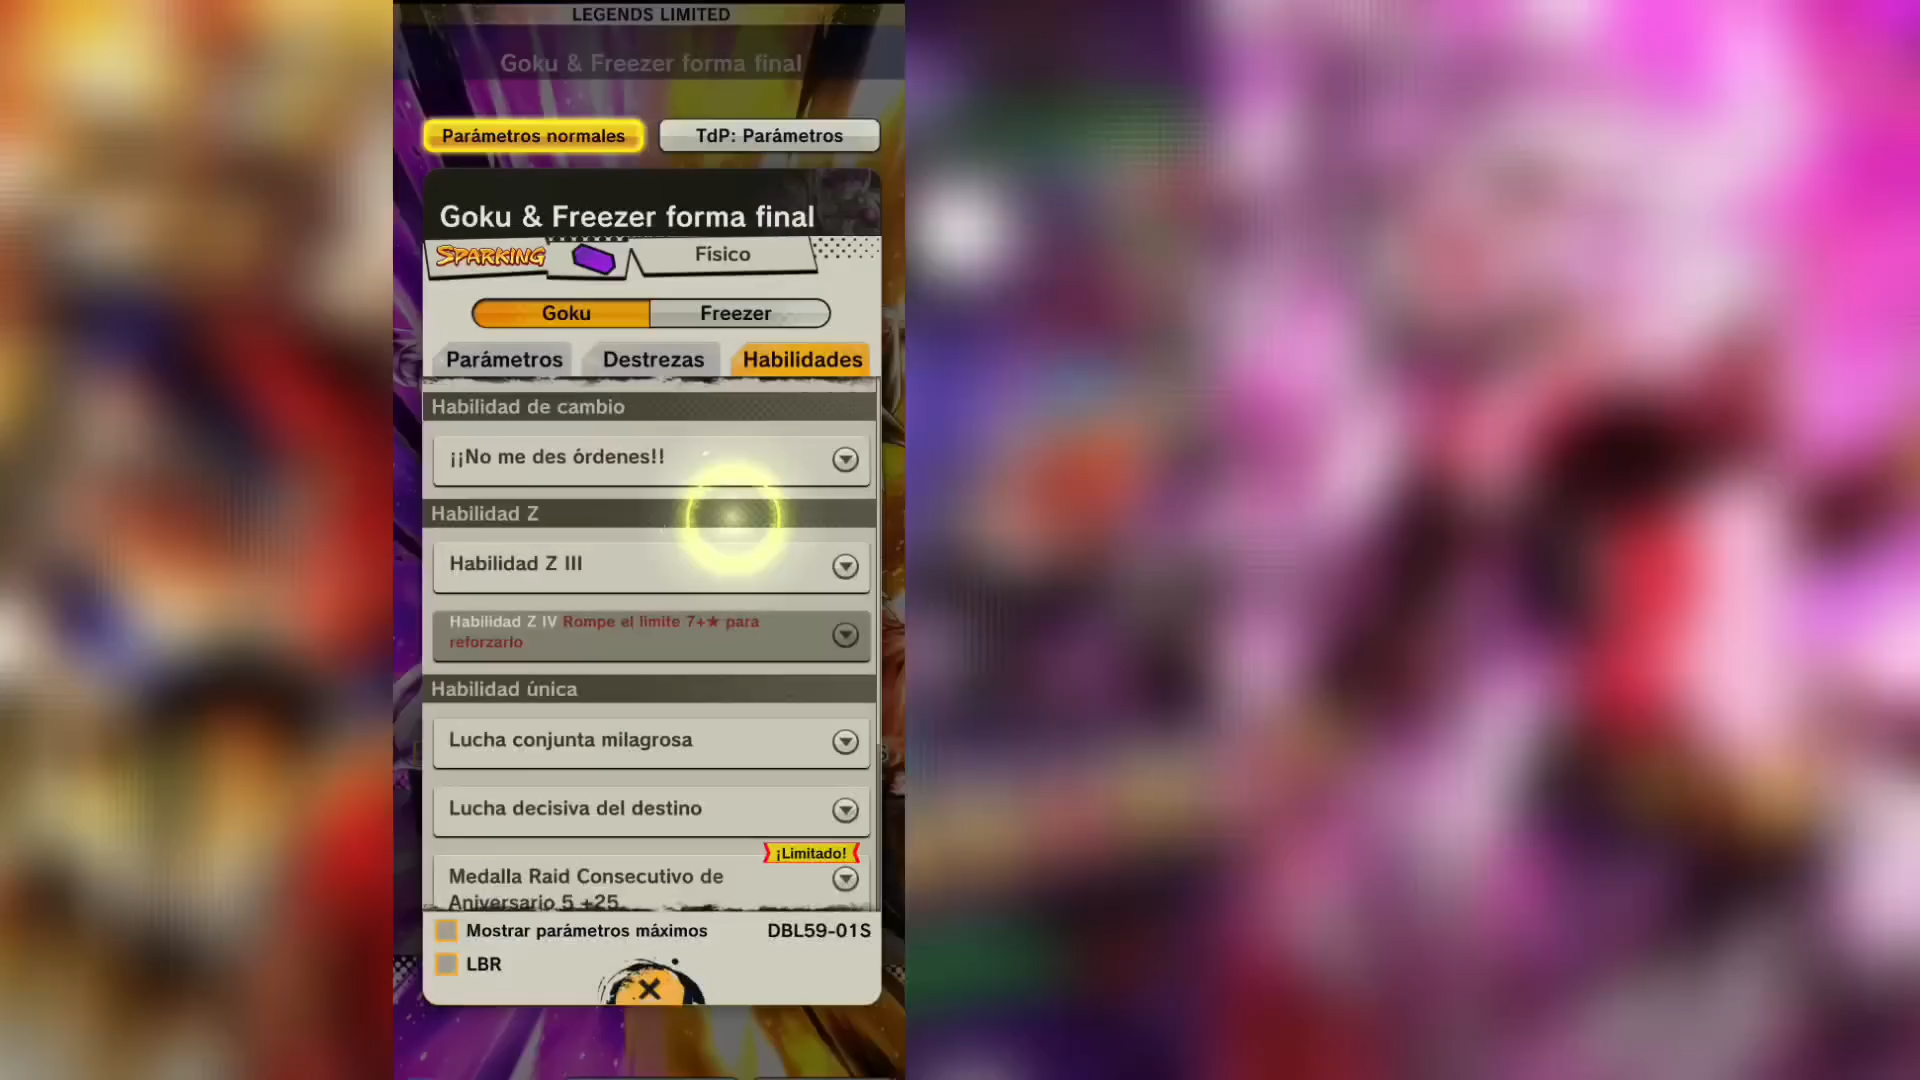 LEGENDS LIMITED
Goku & Freezer forma final
Parámetros normales
TdP: Parámetros
Goku & Freezer forma final
SPARKING
Físico
Goku
Freezer
Parámetros
Destrezas
Habilidades
Habilidad de cambio
¡¡No me des órdenes!!
Habilidad Z
Habilidad Z III
Habilidad Z IV Rompe el limite 7+★ para
reforzarlo
Habilidad única
Lucha conjunta milagrosa
Lucha decisiva del destino
¡Limitado!
Medalla Raid Consecutivo de
Aniversario 5 +25
Mostrar parámetros máximos
DBL59-01S
LBR